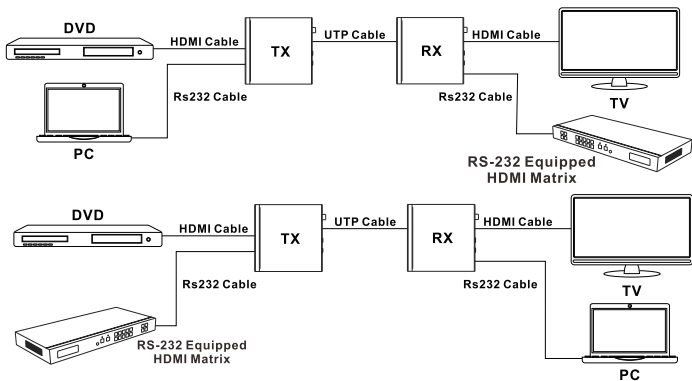 DVD
HDMI Cable
TX
UTP Cable
RX
HDMI Cable
TV
PC
Rs232 Cable
Rs232 Cable
RS-232 Equipped
HDMI Matrix
DVD
HDMI Cable
TX
UTP Cable
RX
HDMI Cable
TV
Rs232 Cable
Rs232 Cable
RS-232 Equipped
HDMI Matrix
PC